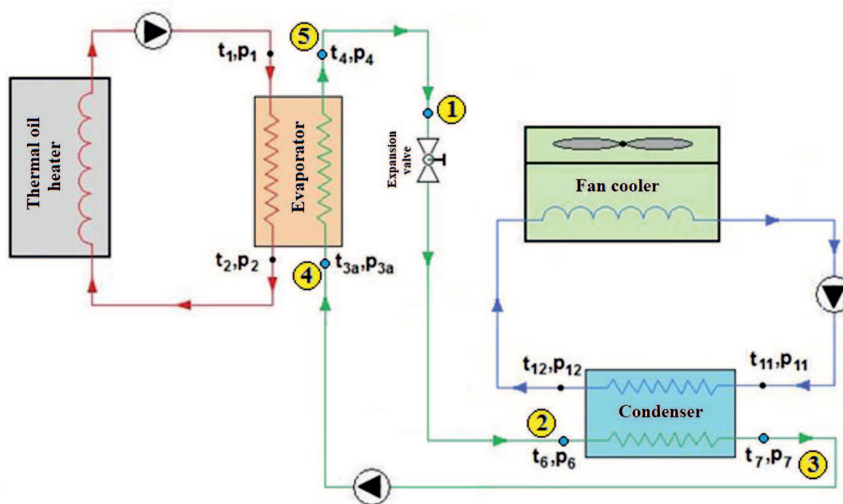 5
t1,p1
t4,p4
1
Thermal oil
heater
Evaporator
Expansion
valve
Fan cooler
t2,p2
4
t3a,p3a
t12,p12
t11,p11
Condenser
2
t6,p6
t7,p7
3